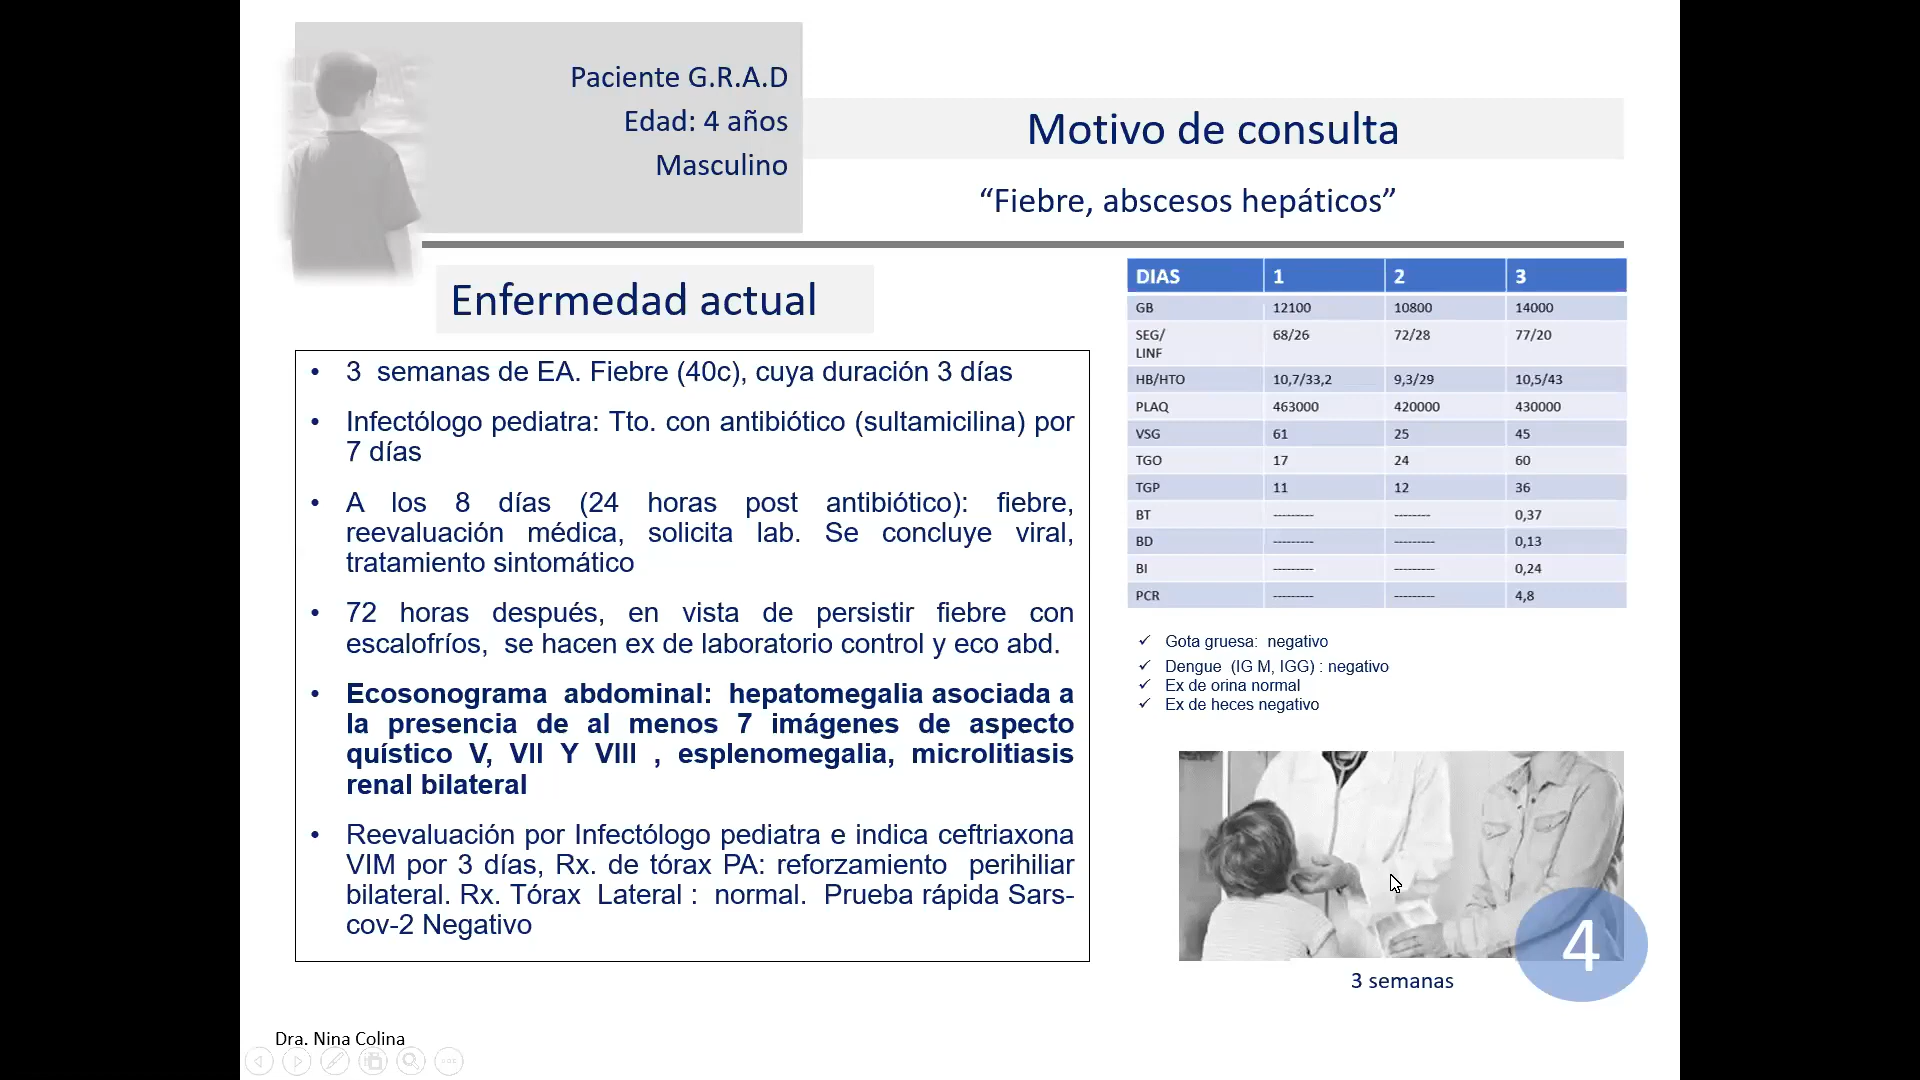 Paciente G.R.A.D
Edad: 4 años
Masculino
Motivo de consulta
“Fiebre, abscesos hepáticos”
Enfermedad actual
• 3 semanas de EA. Fiebre (40c), cuya duración 3 días
• Infectólogo pediatra: Tto. con antibiótico (sultamicilina) por
7 días
• A los 8 días (24 horas post antibiótico): fiebre,
reevaluación médica, solicita lab. Se concluye viral,
tratamiento sintomático
• 72 horas después, en vista de persistir fiebre con
escalofríos, se hacen ex de laboratorio control y eco abd.
• Ecosonograma abdominal: hepatomegalia asociada a
la presencia de al menos 7 imágenes de aspecto
quístico V, VII Y VIII , esplenomegalia, microlitiasis
renal bilateral
• Reevaluación por Infectólogo pediatra e indica ceftriaxona
VIM por 3 días, Rx. de tórax PA: reforzamiento perihiliar
bilateral. Rx. Tórax Lateral : normal. Prueba rápida Sars-
cov-2 Negativo
DIAS 1 2 3
GB 12100 10800 14000
SEG/ 68/26 72/28 77/20
LINF
HB/HTO 10,7/33,2 9,3/29 10,5/43
PLAQ 463000 420000 430000
VSG 61 25 45
TGO 17 24 60
TGP 11 12 36
BT --------- -------- 0,37
BD --------- --------- 0,13
BI --------- --------- 0,24
PCR --------- --------- 4,8
✓ Gota gruesa: negativo
✓ Dengue (IG M, IGG) : negativo
✓ Ex de orina normal
✓ Ex de heces negativo
4
3 semanas
Dra. Nina Colina